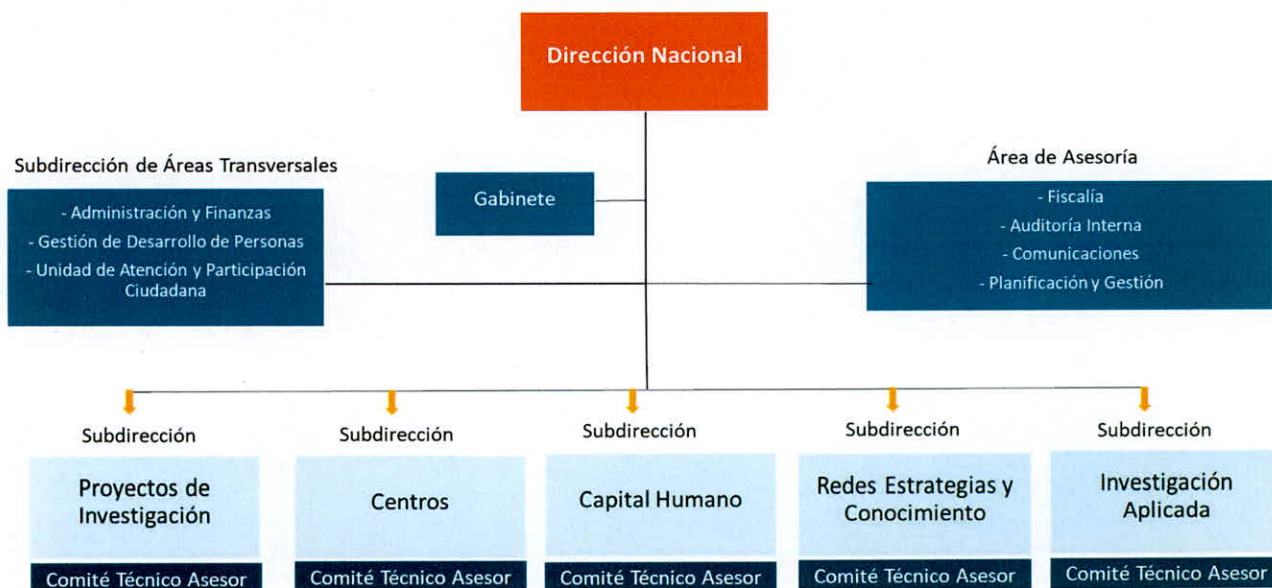 Dirección Nacional
Subdirección de Áreas Transversales
- Administración y Finanzas
- Gestión de Desarrollo de Personas
- Unidad de Atención y Participación
Ciudadana
Gabinete
Área de Asesoría
- Fiscalía
- Auditoría Interna
- Comunicaciones
- Planificación y Gestión
Subdirección
Proyectos de
Investigación
Comité Técnico Asesor
Subdirección
Centros
Comité Técnico Asesor
Subdirección
Capital Humano
Comité Técnico Asesor
Subdirección
Redes Estrategias y
Conocimiento
Comité Técnico Asesor
Subdirección
Investigación
Aplicada
Comité Técnico Asesor